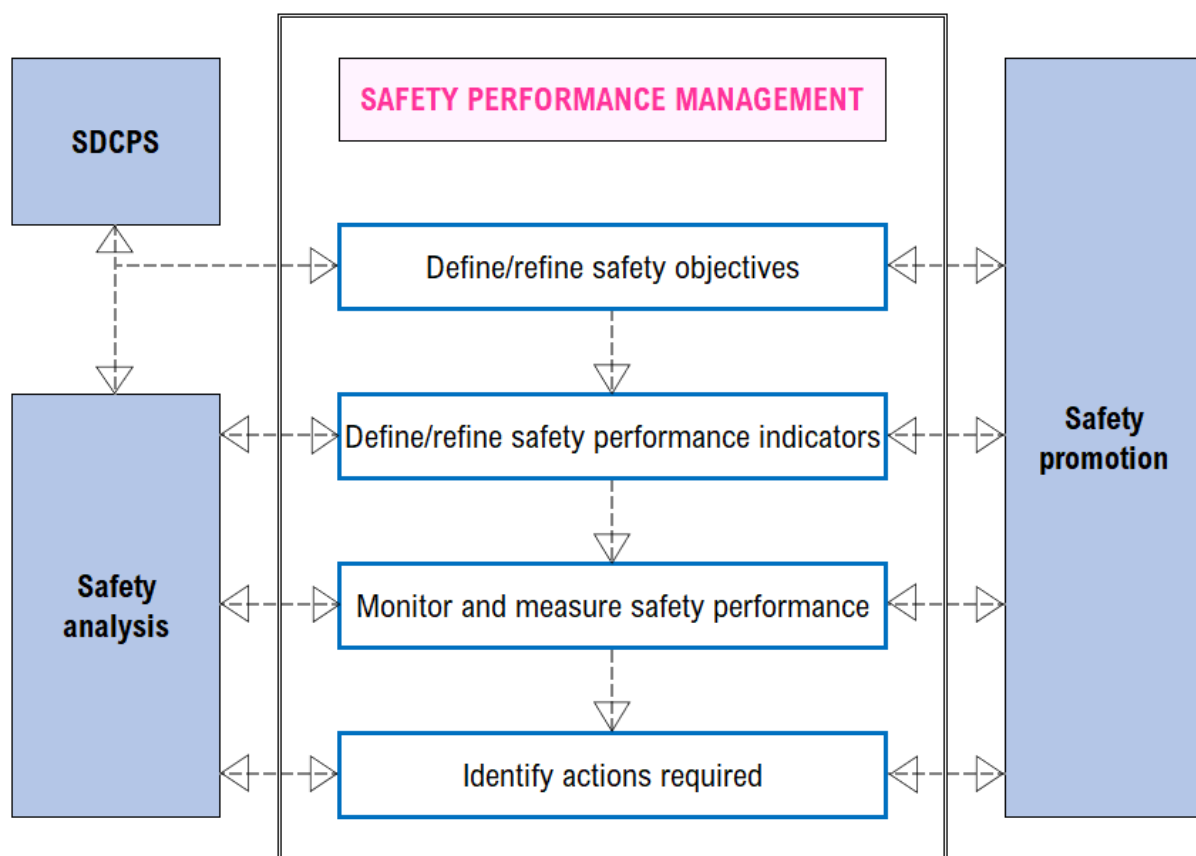 SAFETY PERFORMANCE MANAGEMENT
SDCPS
Define/refine safety objectives
Define/refine safety performance indicators
Safety
promotion
Safety
analysis
Monitor and measure safety performance
Identify actions required